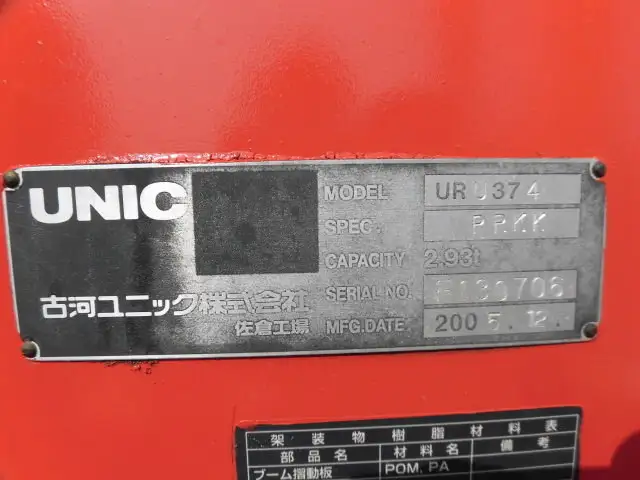 UNIC
MODEL URU374
SPEC. PRKK
CAPACITY 2.93t
古河ユニック株式会社 SERIAL NO. E130706
佐倉工場 MFG.DATE. 2005.12.
架装物樹脂材料表
部品名 材料名 備考
ブーム摺動板 POM, PA